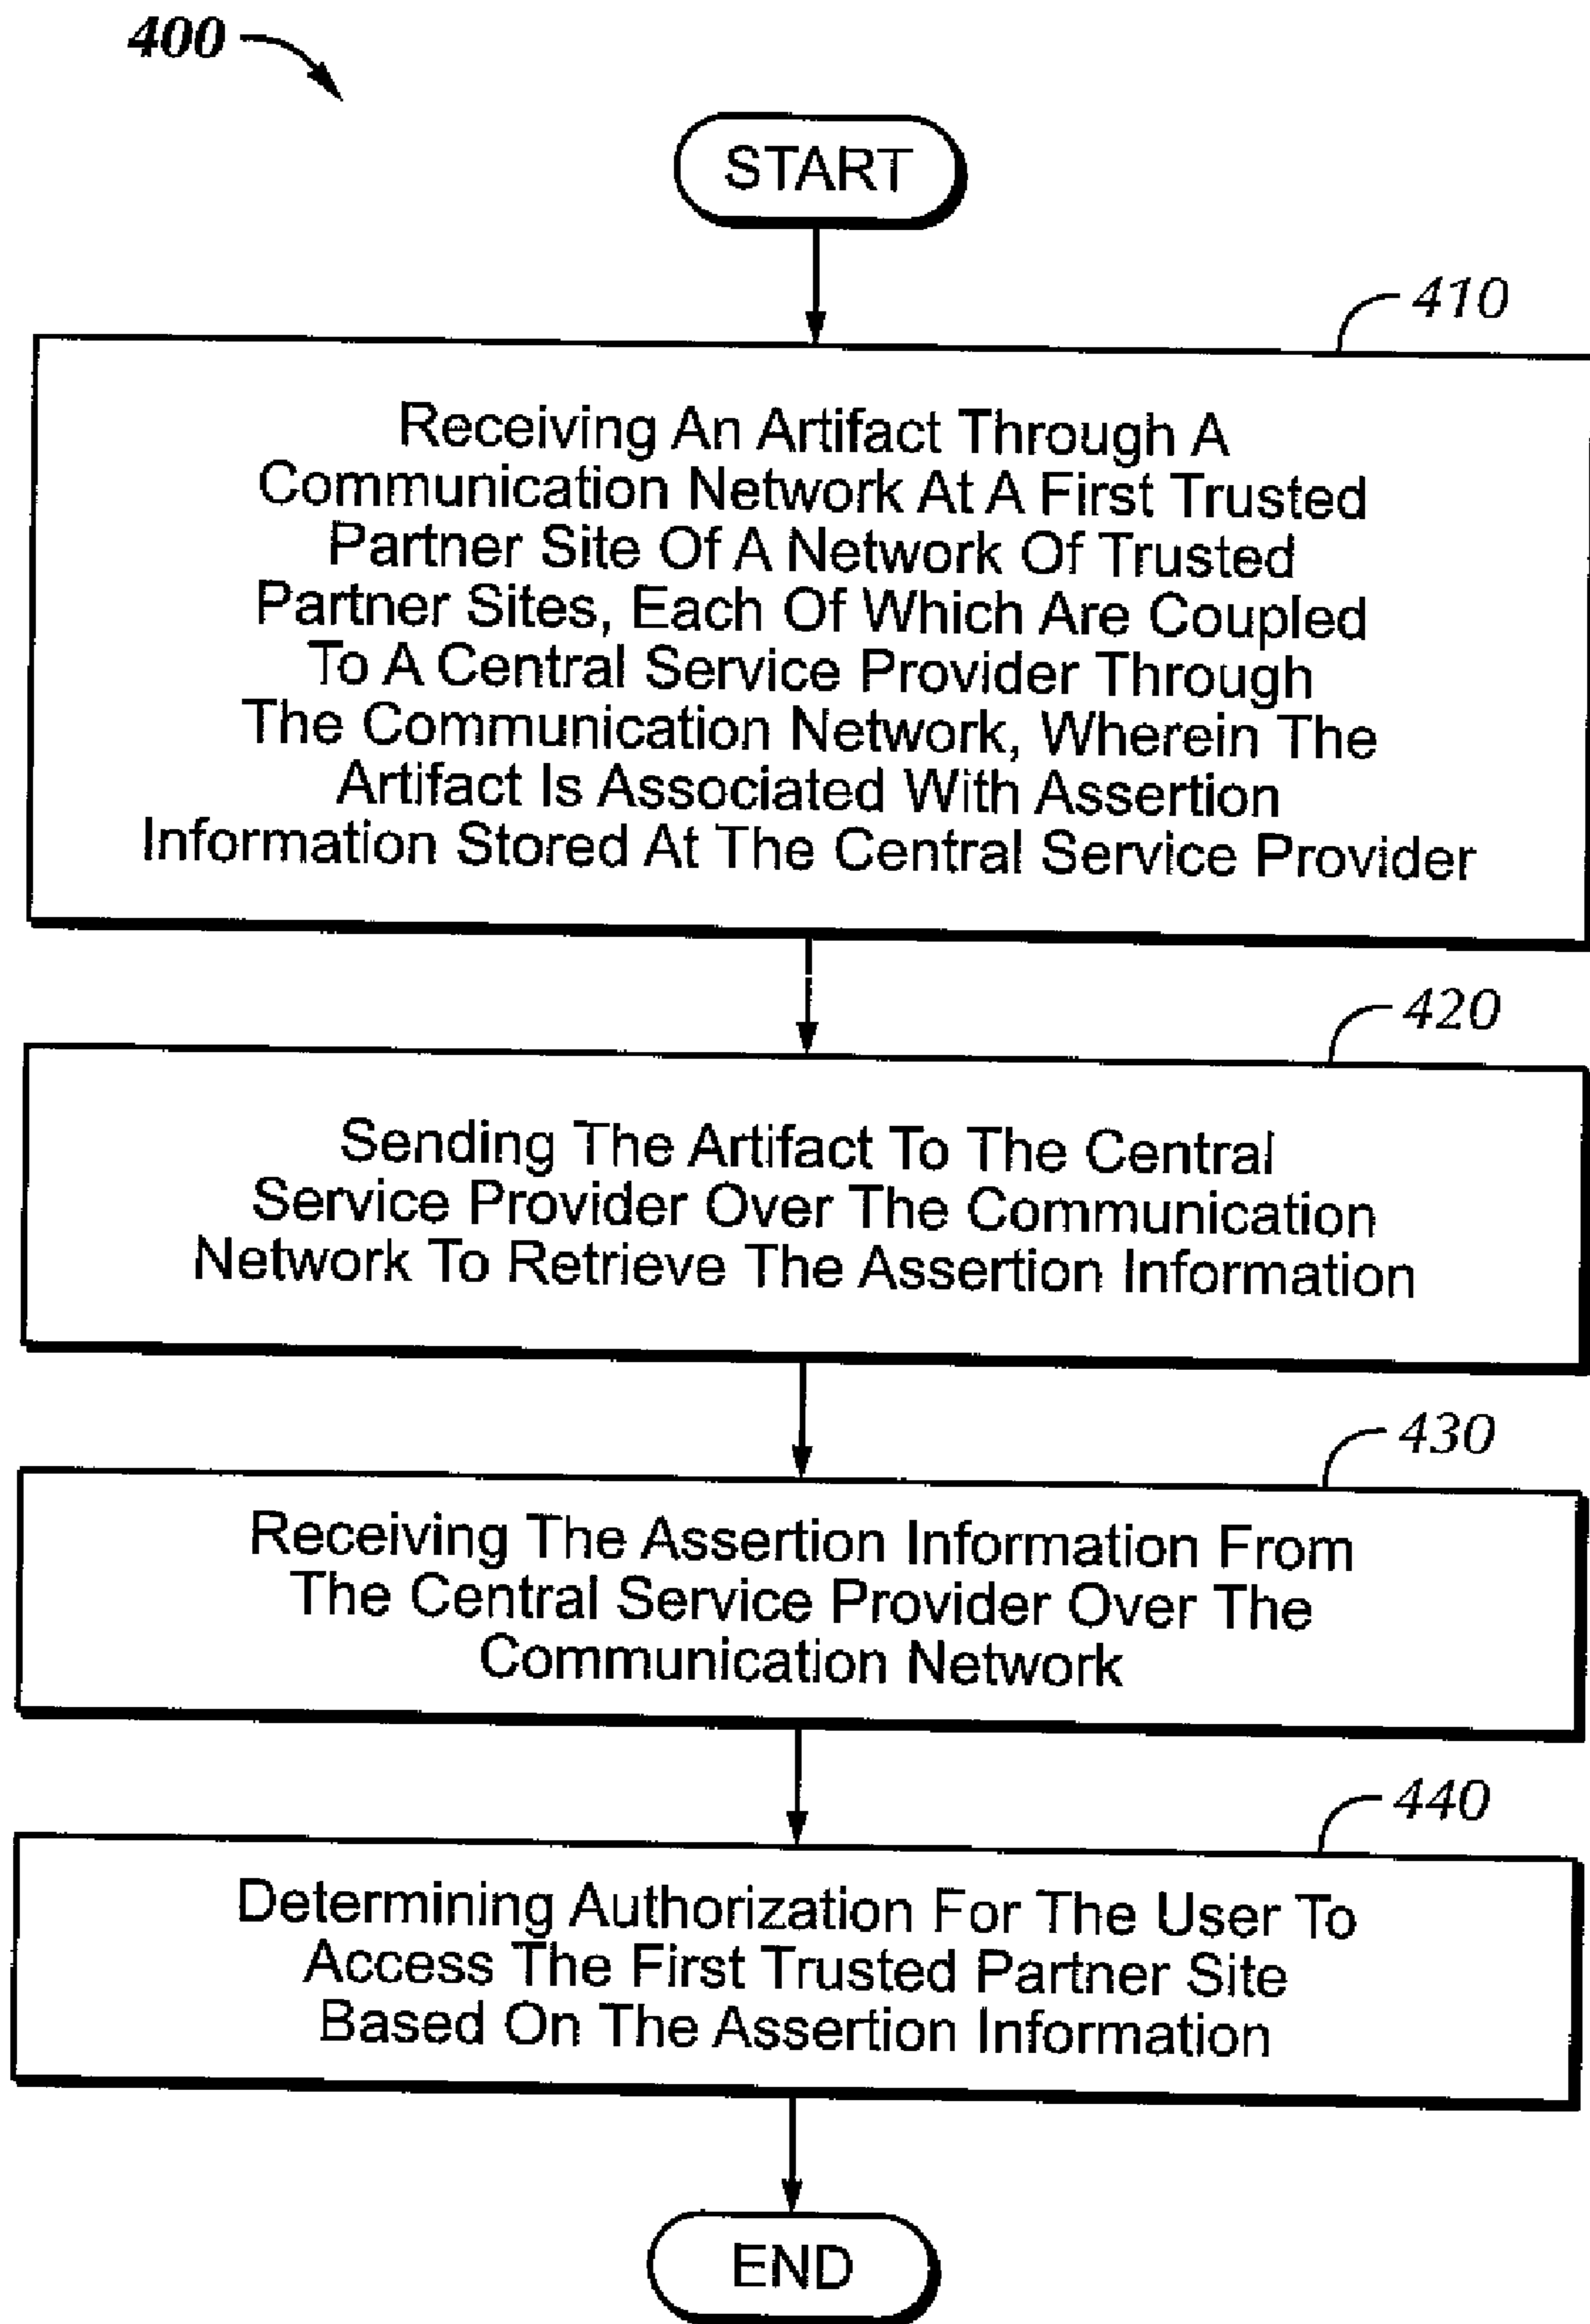 400
START
410
Receiving An Artifact Through A
Communication Network At A First Trusted
Partner Site Of A Network Of Trusted
Partner Sites, Each Of Which Are Coupled
To A Central Service Provider Through
The Communication Network, Wherein The
Artifact Is Associated With Assertion
Information Stored At The Central Service Provider
420
Sending The Artifact To The Central
Service Provider Over The Communication
Network To Retrieve The Assertion Information
430
Receiving The Assertion Information From
The Central Service Provider Over The
Communication Network
440
Determining Authorization For The User To
Access The First Trusted Partner Site
Based On The Assertion Information
END